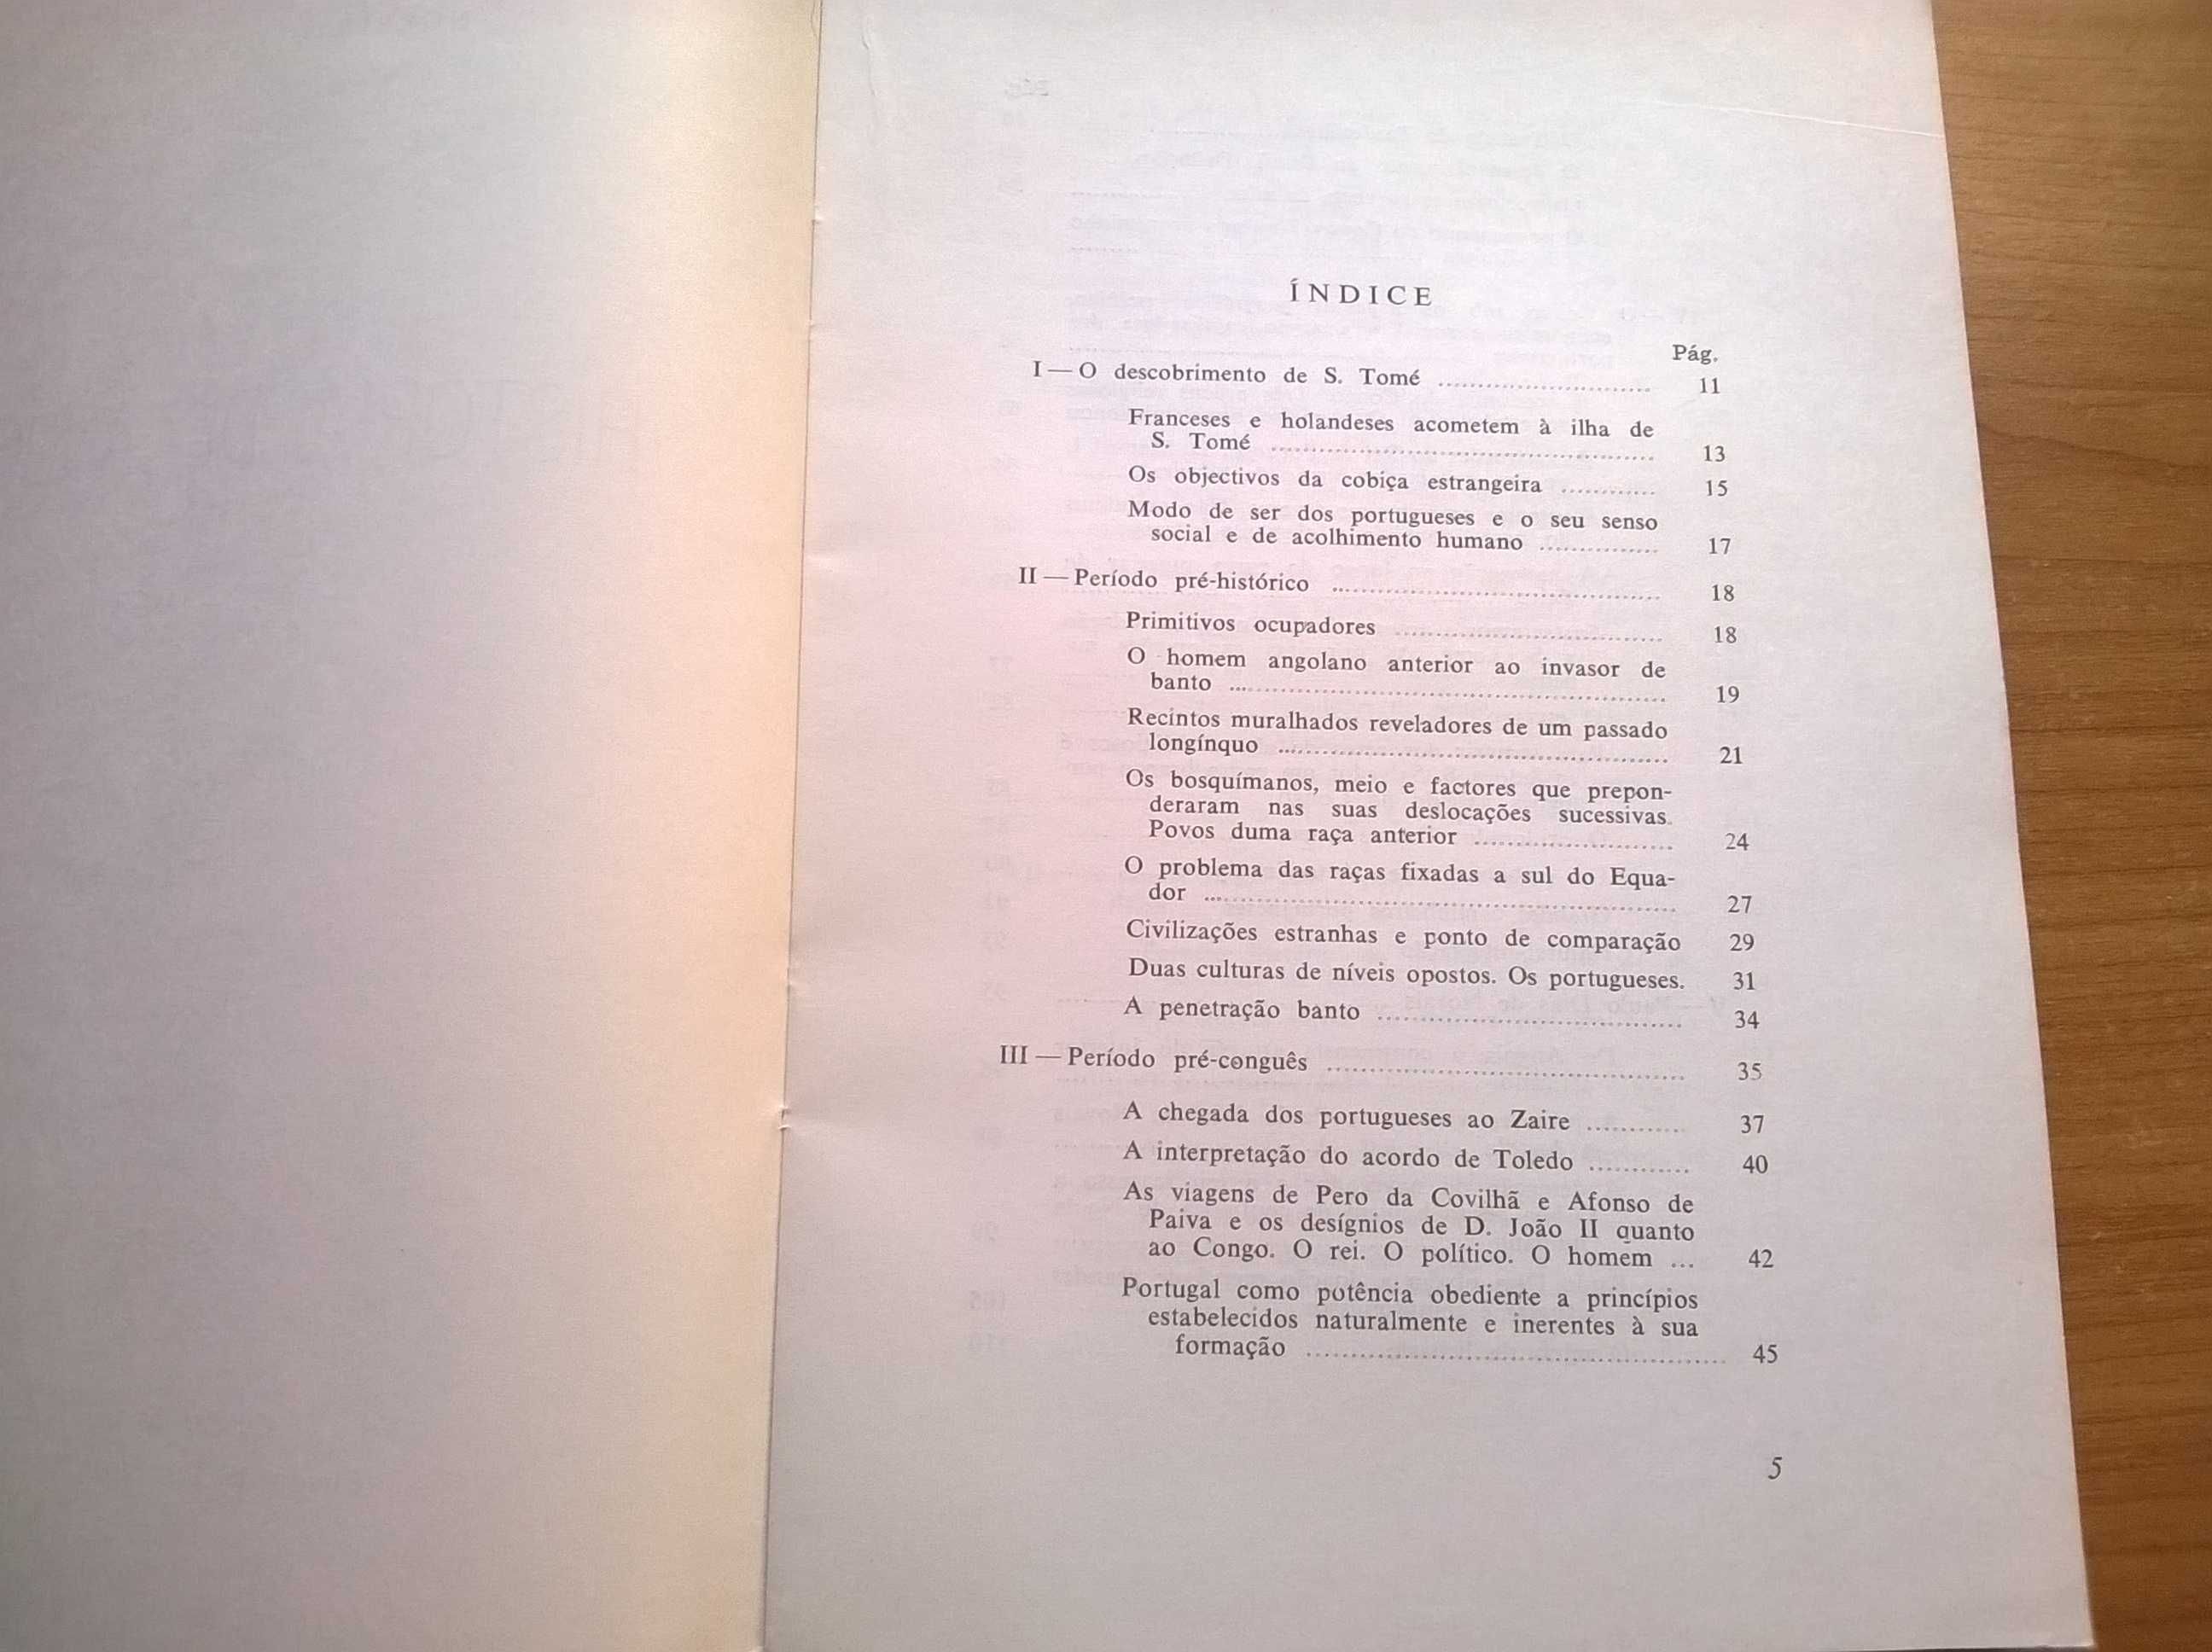 ÍNDICE
Pág.
I — O descobrimento de S. Tomé ............................ 11
Franceses e holandeses acometem à ilha de
S. Tomé .................................................. 13
Os objectivos da cobiça estrangeira ............ 15
Modo de ser dos portugueses e o seu senso
social e de acolhimento humano ................ 17
II — Período pré-histórico .......................................... 18
Primitivos ocupadores .................................. 18
O homem angolano anterior ao invasor de
banto ........................................................ 19
Recintos muralhados reveladores de um passado
longínquo .................................................. 21
Os bosquímanos, meio e factores que prepon-
deraram nas suas deslocações sucessivas.
Povos duma raça anterior .......................... 24
O problema das raças fixadas a sul do Equa-
dor ............................................................ 27
Civilizações estranhas e ponto de comparação 29
Duas culturas de níveis opostos. Os portugueses. 31
A penetração banto ........................................ 34
III — Período pré-conguês .............................................. 35
A chegada dos portugueses ao Zaire ............ 37
A interpretação do acordo de Toledo ............ 40
As viagens de Pero da Covilhã e Afonso de
Paiva e os desígnios de D. João II quanto
ao Congo. O rei. O político. O homem ... 42
Portugal como potência obediente a princípios
estabelecidos naturalmente e inerentes à sua
formação .................................................. 45
5